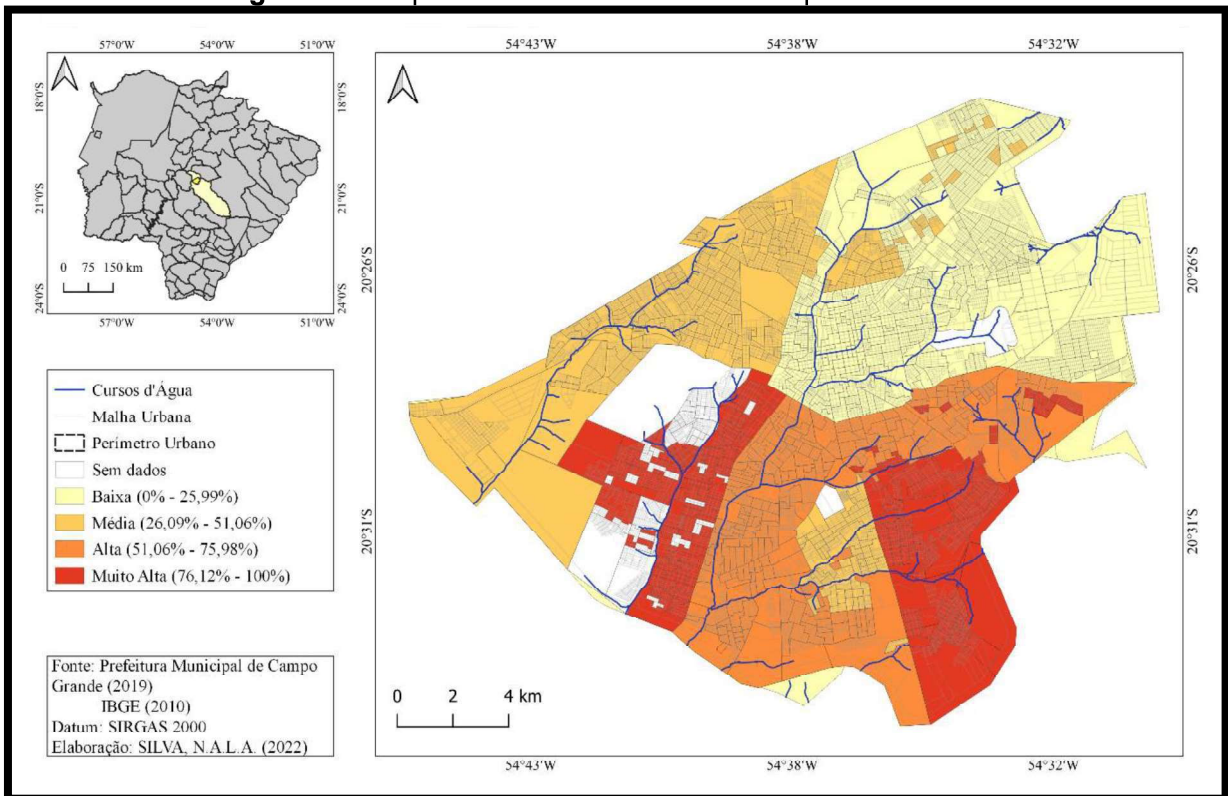 57°0'W 54°0'W 51°0'W
18°0'S 18°0'S
21°0'S 21°0'S
24°0'S 24°0'S
0 75 150 km
57°0'W 54°0'W 51°0'W
Cursos d'Água
Malha Urbana
Perímetro Urbano
Sem dados
Baixa (0% - 25,99%)
Média (26,09% - 51,06%)
Alta (51,06% - 75,98%)
Muito Alta (76,12% - 100%)
Fonte: Prefeitura Municipal de Campo
Grande (2019)
IBGE (2010)
Datum: SIRGAS 2000
Elaboração: SILVA, N.A.L.A. (2022)
54°43'W 54°38'W 54°32'W
20°26'S 20°26'S
20°31'S 20°31'S
0 2 4 km
54°43'W 54°38'W 54°32'W